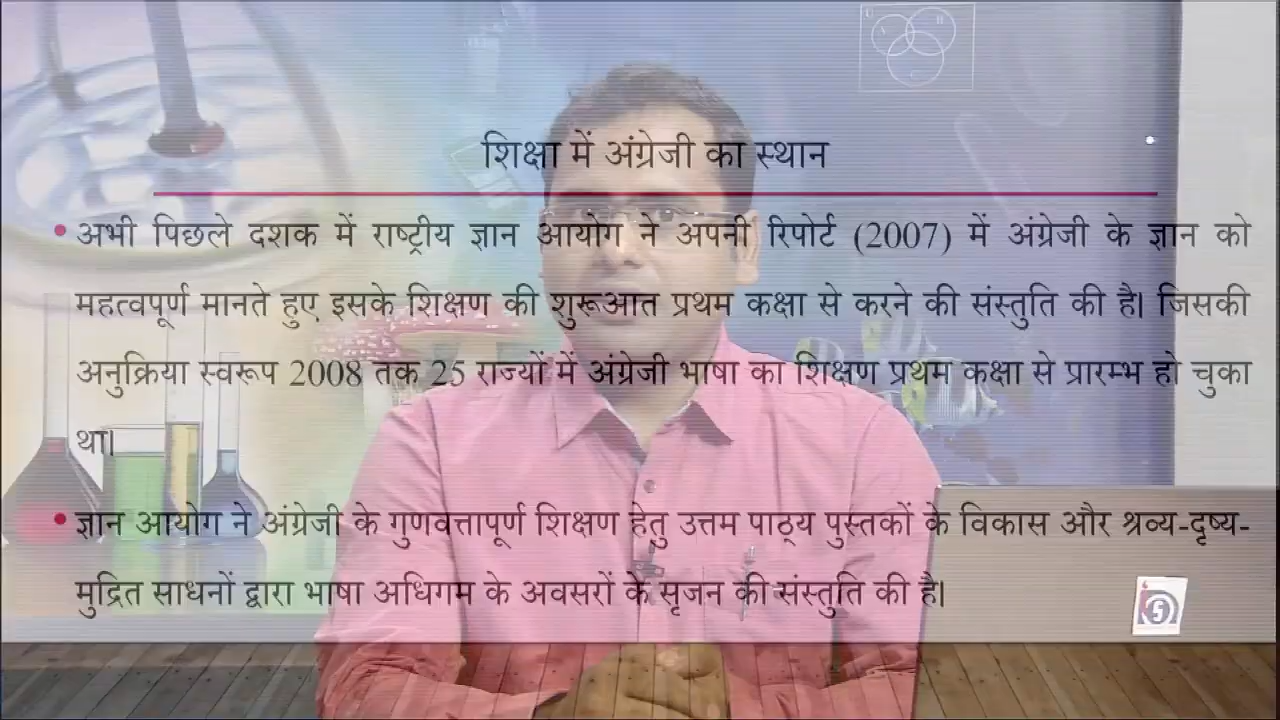 शिक्षा में अंग्रेजी का स्थान
• अभी पिछले दशक में राष्ट्रीय ज्ञान आयोग ने अपनी रिपोर्ट (2007) में अंग्रेजी के ज्ञान को
महत्वपूर्ण मानते हुए इसके शिक्षण की शुरूआत प्रथम कक्षा से करने की संस्तुति की है। जिसकी
अनुक्रिया स्वरूप 2008 तक 25 राज्यों में अंग्रेजी भाषा का शिक्षण प्रथम कक्षा से प्रारम्भ हो चुका
था।
• ज्ञान आयोग ने अंग्रेजी के गुणवत्तापूर्ण शिक्षण हेतु उत्तम पाठ्य पुस्तकों के विकास और श्रव्य-दृष्य-
मुद्रित साधनों द्वारा भाषा अधिगम के अवसरों के सृजन की संस्तुति की है।